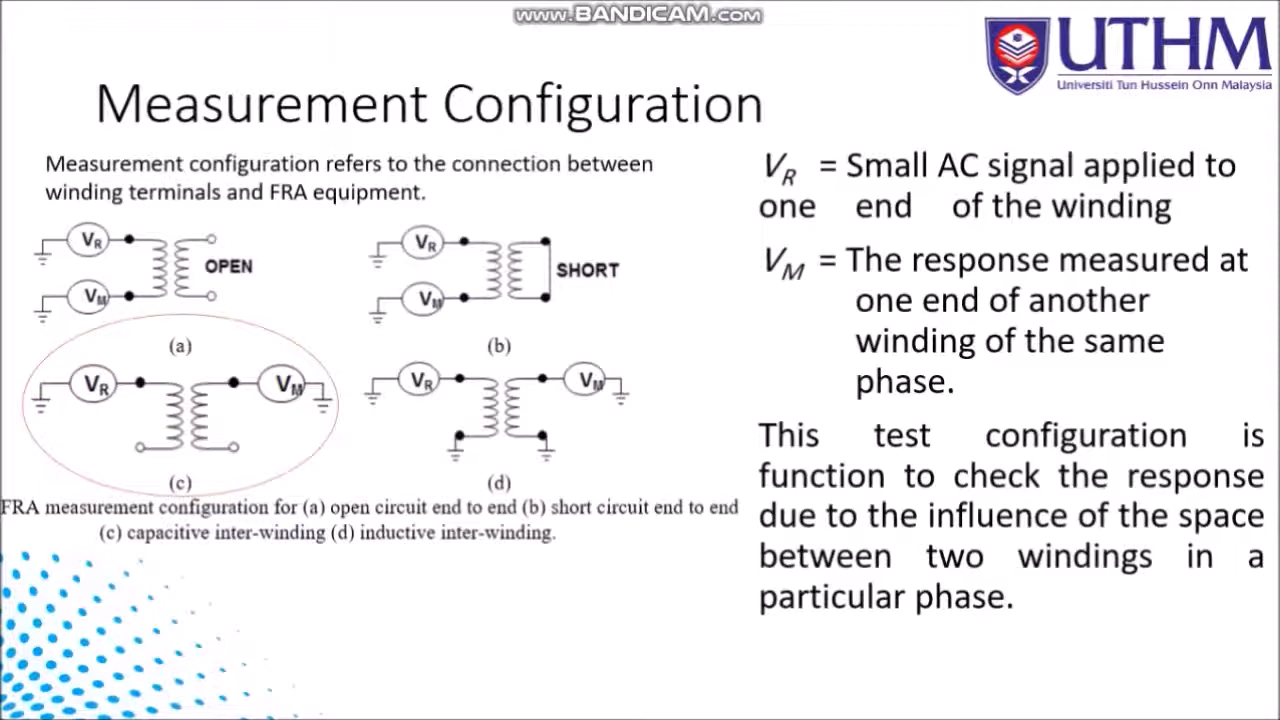 www.BANDICAM.com
UTHM
Universiti Tun Hussein Onn Malaysia
Measurement Configuration
Measurement configuration refers to the connection between
winding terminals and FRA equipment.
VR
VM
OPEN
(a)
VR
VM
SHORT
(b)
VR
VM
(c)
VR
VM
(d)
FRA measurement configuration for (a) open circuit end to end (b) short circuit end to end
(c) capacitive inter-winding (d) inductive inter-winding.
VR = Small AC signal applied to
one end of the winding
VM = The response measured at
one end of another
winding of the same
phase.
This test configuration is
function to check the response
due to the influence of the space
between two windings in a
particular phase.